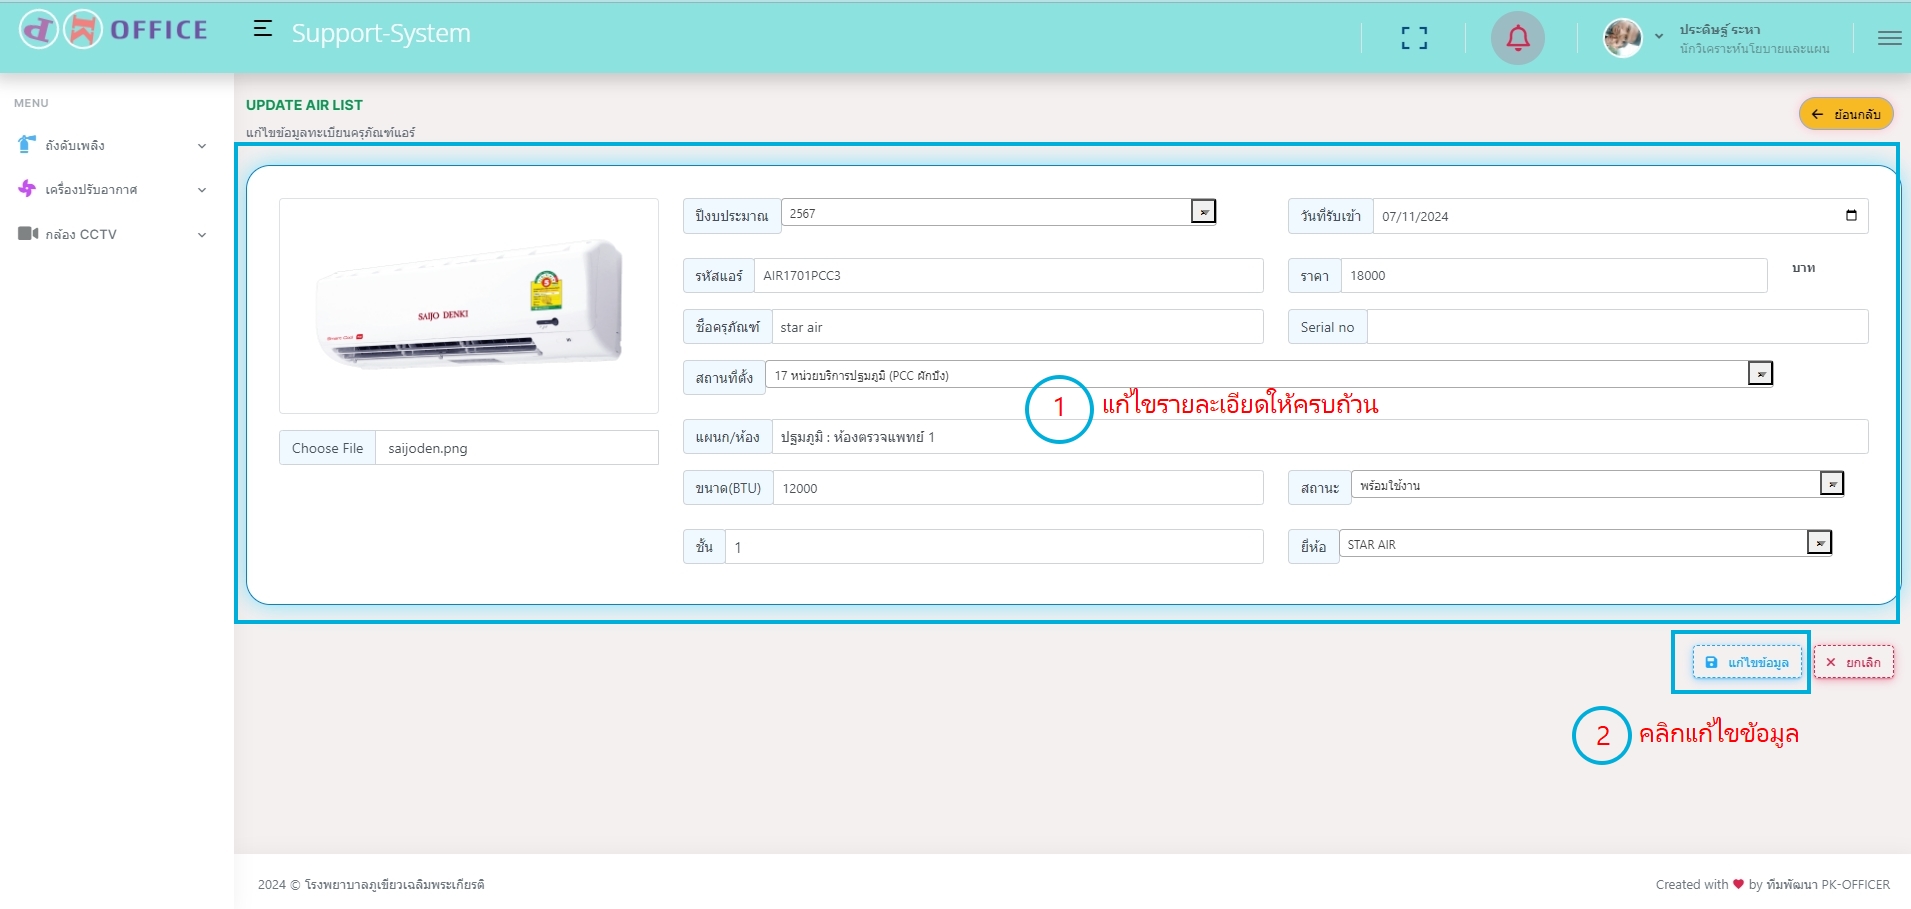 OFFICE
Support-System
ประดิษฐ์ ระหา
นักวิเคราะห์นโยบายและแผน
MENU
ถังดับเพลิง
เครื่องปรับอากาศ
กล้อง CCTV
UPDATE AIR LIST
แก้ไขข้อมูลทะเบียนครุภัณฑ์แอร์
ย้อนกลับ
SAIJO DENKI
Choose File saijoden.png
ปีงบประมาณ 2567
วันที่รับเข้า 07/11/2024
รหัสแอร์ AIR1701PCC3
ราคา 18000 บาท
ชื่อครุภัณฑ์ star air
Serial no
สถานที่ตั้ง 17 หน่วยบริการปฐมภูมิ (PCC ผักปัง)
1 แก้ไขรายละเอียดให้ครบถ้วน
แผนก/ห้อง ปฐมภูมิ : ห้องตรวจแพทย์ 1
ขนาด(BTU) 12000
สถานะ พร้อมใช้งาน
ชั้น 1
ยี่ห้อ STAR AIR
แก้ไขข้อมูล
ยกเลิก
2 คลิกแก้ไขข้อมูล
2024 © โรงพยาบาลภูเขียวเฉลิมพระเกียรติ
Created with ♥ by ทีมพัฒนา PK-OFFICER